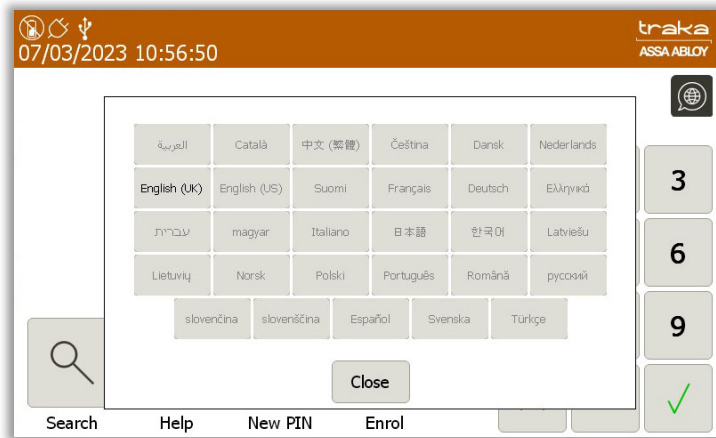 07/03/2023 10:56:50
traka
ASSA ABLOY
العربية Català 中文 (繁體) Čeština Dansk Nederlands
English (UK) English (US) Suomi Français Deutsch Ελληνικά
עברית magyar Italiano 日本語 한국어 Latviešu
Lietuvių Norsk Polski Português Română русский
slovenčina slovenščina Español Svenska Türkçe
Close
3
6
9
Search Help New PIN Enrol